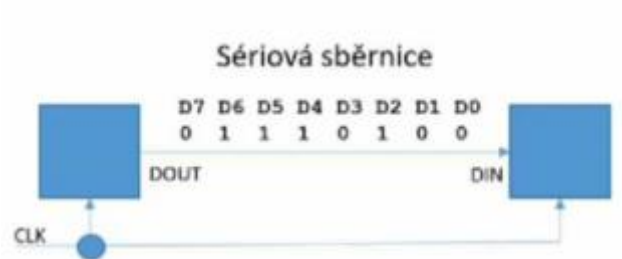 Sériová sběrnice
D7 D6 D5 D4 D3 D2 D1 D0
0 1 1 1 0 1 0 0
DOUT DIN
CLK